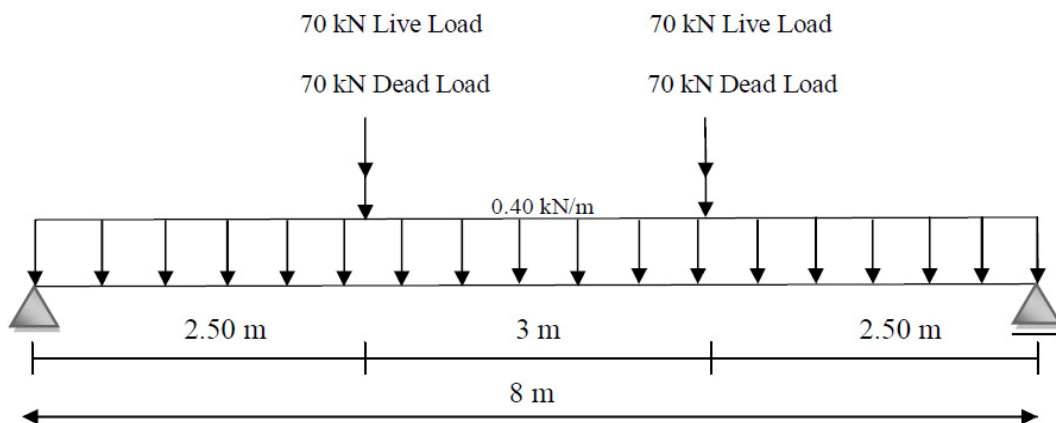 70 kN Live Load 70 kN Live Load
70 kN Dead Load 70 kN Dead Load
0.40 kN/m
2.50 m 3 m 2.50 m
8 m